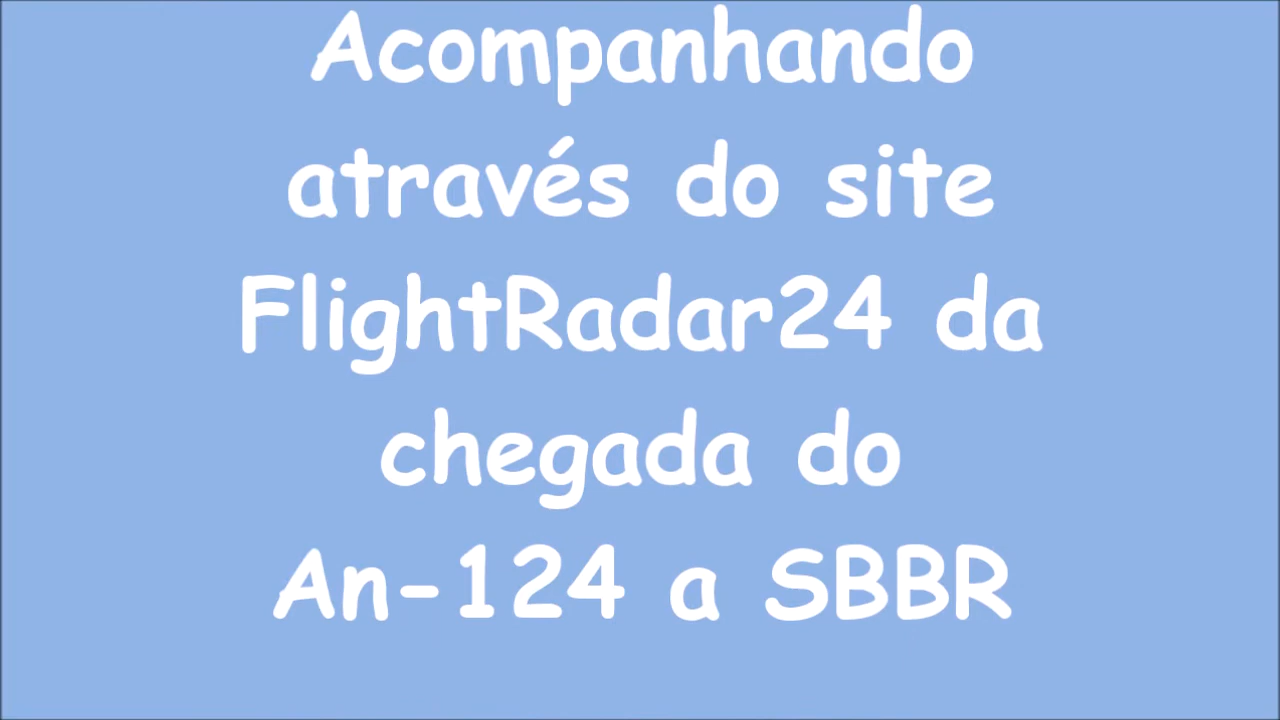 Acompanhando
através do site
FlightRadar24 da
chegada do
An-124 a SBBR